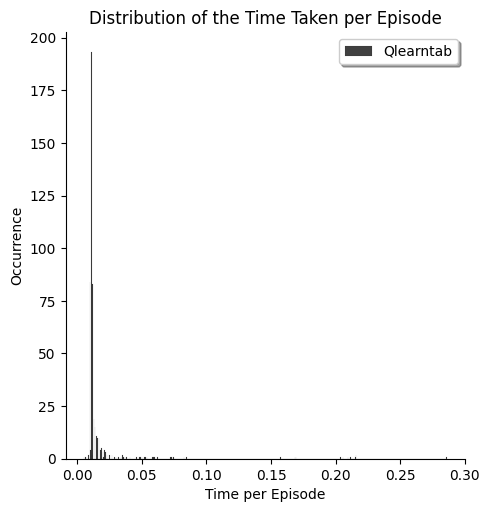 Distribution of the Time Taken per Episode
Qlearntab
Occurrence
200
175
150
125
100
75
50
25
0
0.00 0.05 0.10 0.15 0.20 0.25 0.30
Time per Episode